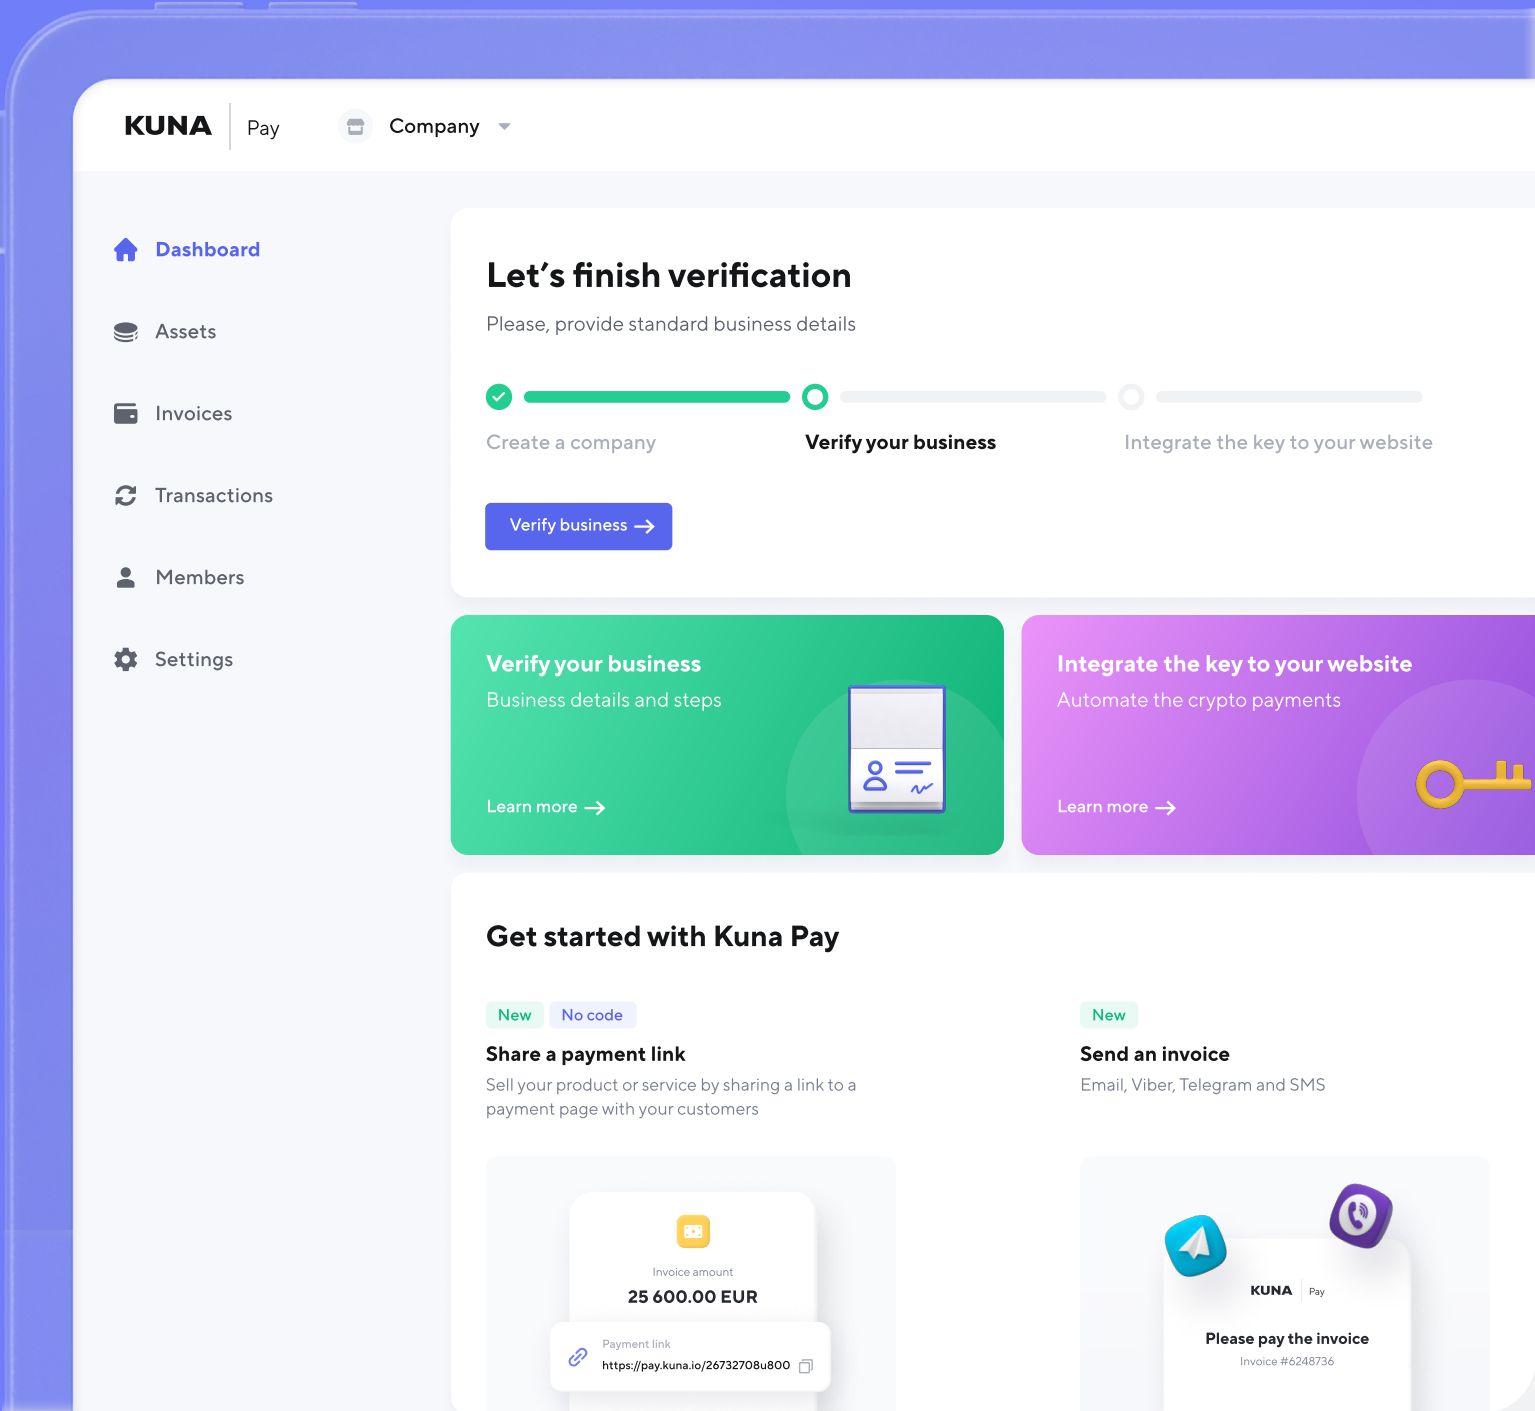 KUNA Pay Company
Dashboard
Assets
Invoices
Transactions
Members
Settings
Let’s finish verification
Please, provide standard business details
Create a company
Verify your business
Integrate the key to your website
Verify business →
Verify your business
Business details and steps
Learn more →
Integrate the key to your website
Automate the crypto payments
Learn more →
Get started with Kuna Pay
New No code
Share a payment link
Sell your product or service by sharing a link to a
payment page with your customers
Invoice amount
25 600.00 EUR
Payment link
https://pay.kuna.io/26732708u800
New
Send an invoice
Email, Viber, Telegram and SMS
KUNA Pay
Please pay the invoice
Invoice #6248736